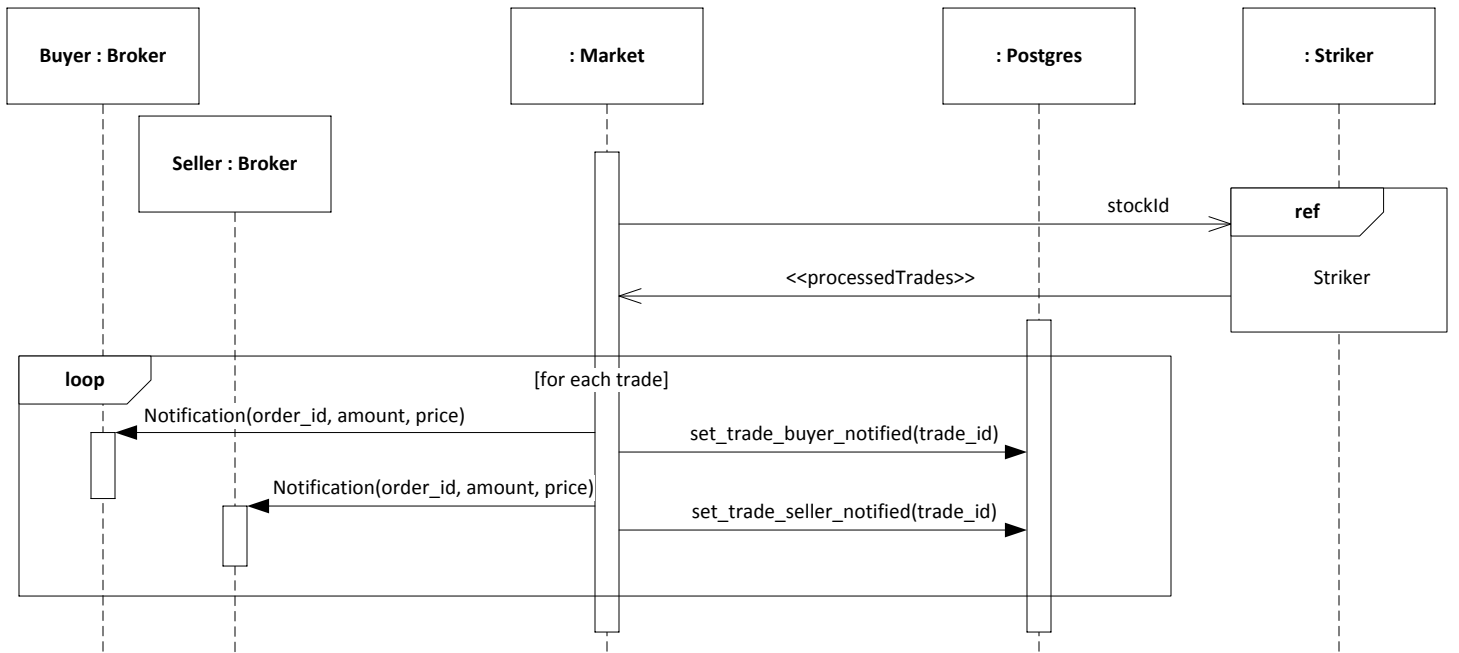 Buyer : Broker
: Market
: Postgres
: Striker
Seller : Broker
stockId
ref
<<processedTrades>>
Striker
loop
[for each trade]
Notification(order_id, amount, price)
set_trade_buyer_notified(trade_id)
Notification(order_id, amount, price)
set_trade_seller_notified(trade_id)